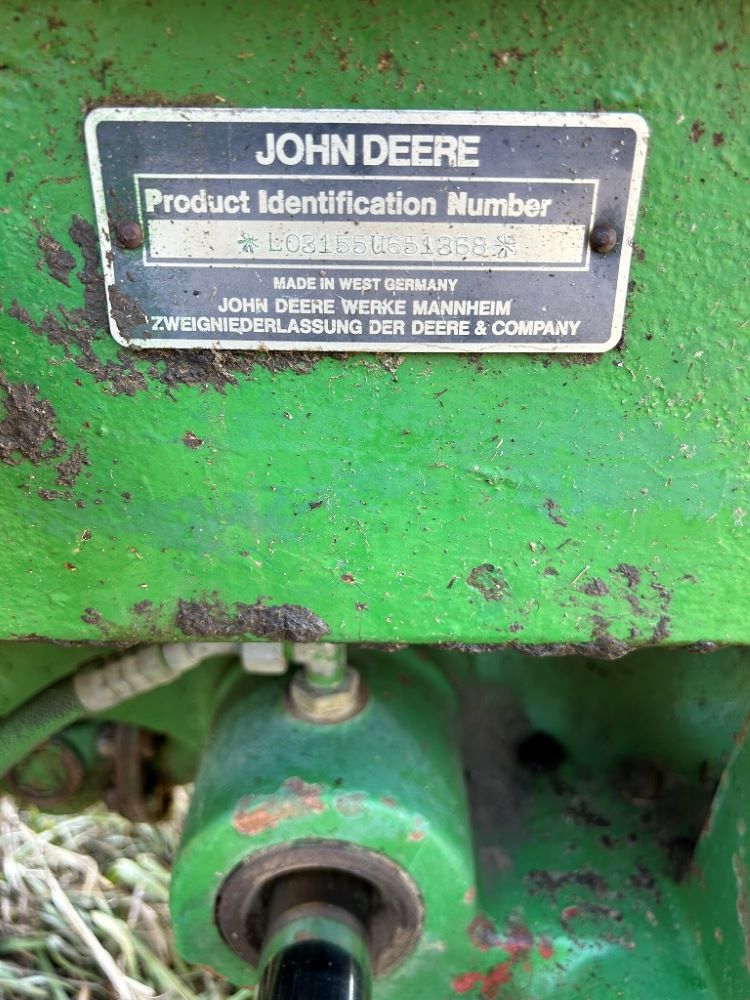 JOHN DEERE
Product Identification Number
*L03155U651368*
MADE IN WEST GERMANY
JOHN DEERE WERKE MANNHEIM
ZWEIGNIEDERLASSUNG DER DEERE & COMPANY